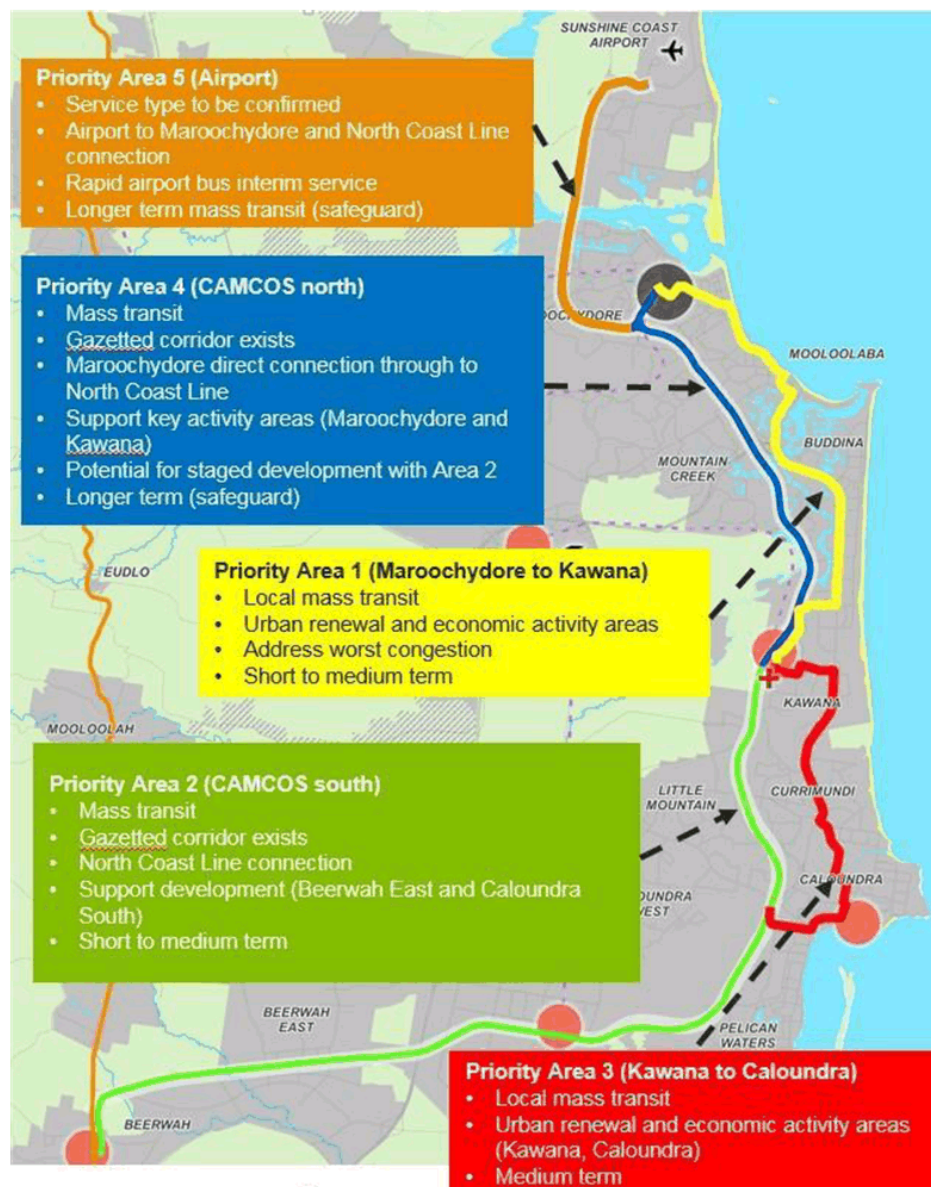 SUNSHINE COAST
AIRPORT
Priority Area 5 (Airport)
• Service type to be confirmed
• Airport to Maroochydore and North Coast Line
connection
• Rapid airport bus interim service
• Longer term mass transit (safeguard)
Priority Area 4 (CAMCOS north)
• Mass transit
• Gazetted corridor exists
• Maroochydore direct connection through to
North Coast Line
• Support key activity areas (Maroochydore and
Kawana)
• Potential for staged development with Area 2
• Longer term (safeguard)
OCHYDORE
MOOLOOLABA
BUDDINA
MOUNTAIN
CREEK
EUDLO
Priority Area 1 (Maroochydore to Kawana)
• Local mass transit
• Urban renewal and economic activity areas
• Address worst congestion
• Short to medium term
KAWANA
MOOLOOLAH
Priority Area 2 (CAMCOS south)
• Mass transit
• Gazetted corridor exists
• North Coast Line connection
• Support development (Beerwah East and Caloundra
South)
• Short to medium term
LITTLE
MOUNTAIN
CURRIMUNDI
CALOUNDRA
OUNDRA
EST
BEERWAH
EAST
PELICAN
WATERS
BEERWAH
Priority Area 3 (Kawana to Caloundra)
• Local mass transit
• Urban renewal and economic activity areas
(Kawana, Caloundra)
• Medium term